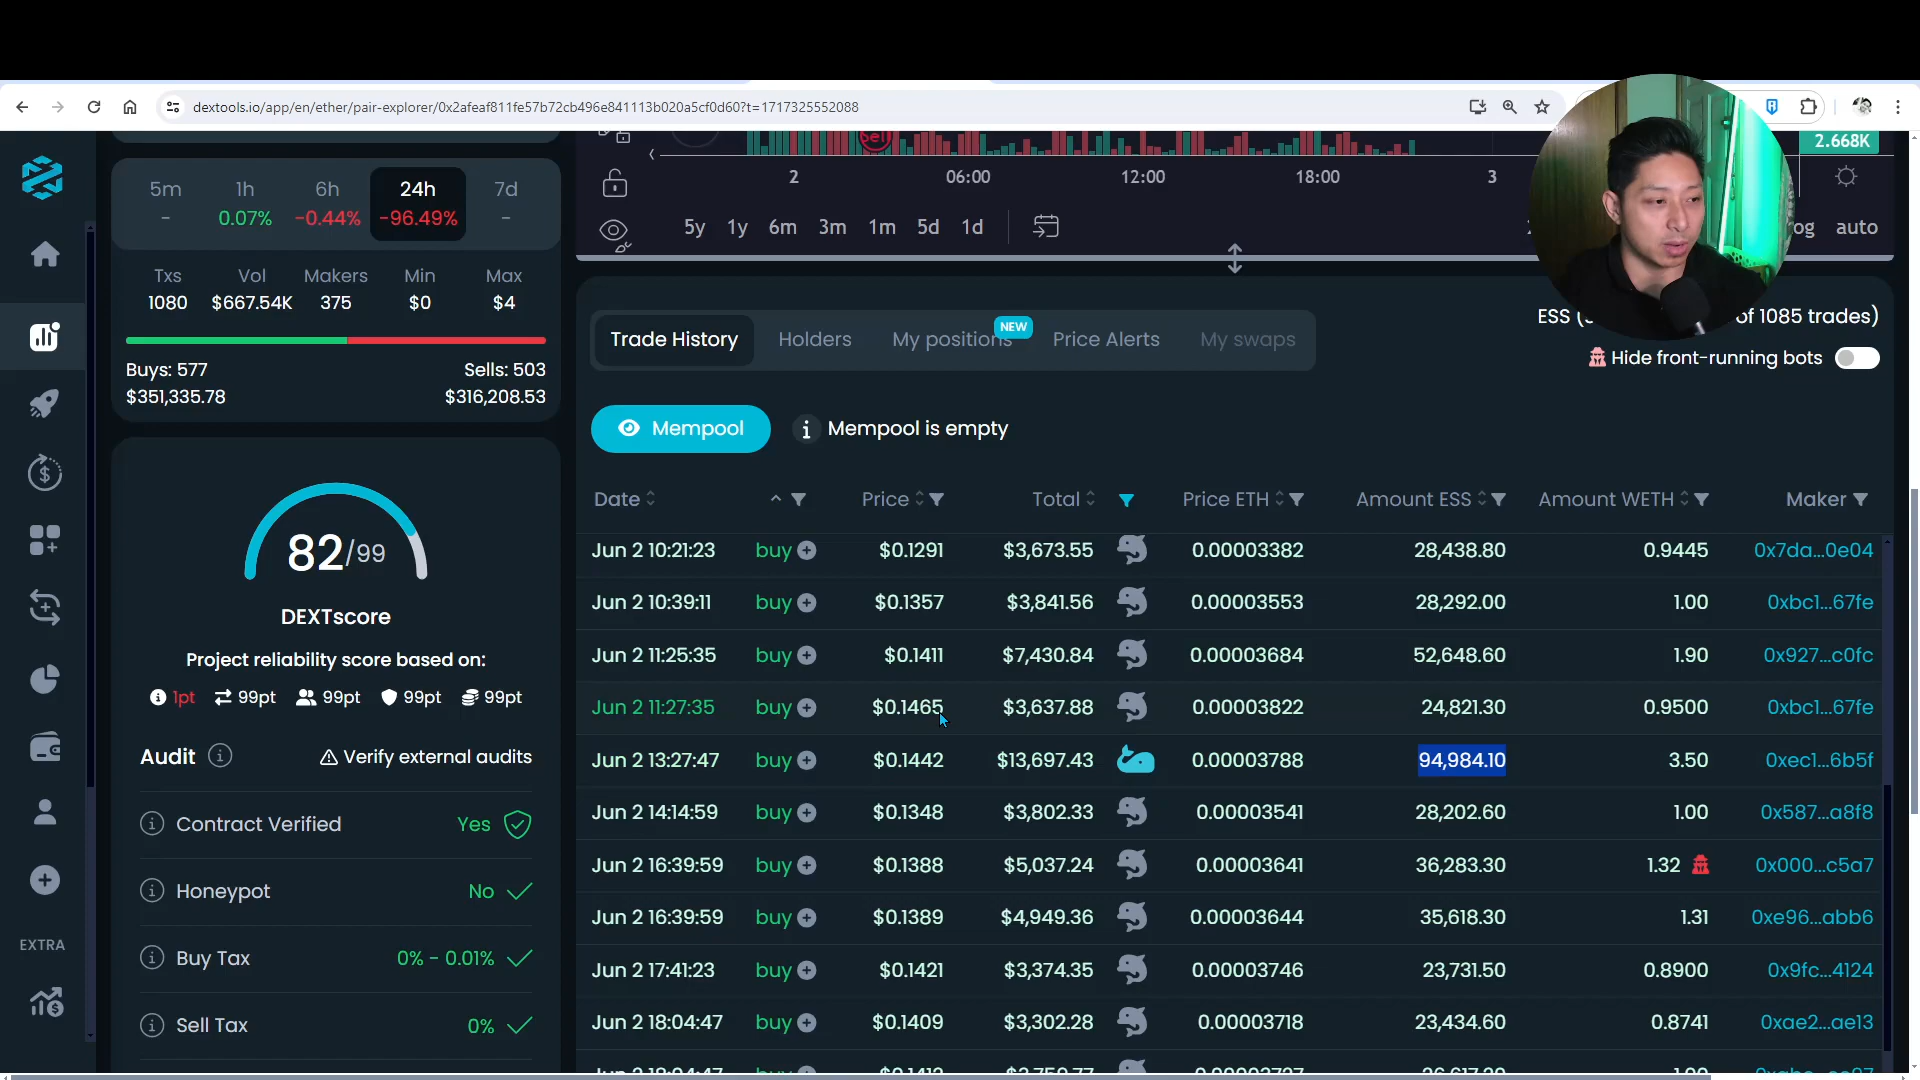 dextools.io/app/en/ether/pair-explorer/0x2afeaf811fe57b72cb496e841113b020a5cf0d60?t=1717325552088
5m 1h 6h 24h 7d
- 0.07% -0.44% -96.49% -
Txs Vol Makers Min Max
1080 $667.54K 375 $0 $4
Buys: 577 Sells: 503
$351,335.78 $316,208.53
82/99
DEXTscore
Project reliability score based on:
1pt 99pt 99pt 99pt 99pt
Audit Verify external audits
Contract Verified Yes
Honeypot No
Buy Tax 0% - 0.01%
Sell Tax 0%
EXTRA
Sell
2.668K
2 06:00 12:00 18:00 3
5y 1y 6m 3m 1m 5d 1d
og auto
Trade History Holders My positions NEW Price Alerts My swaps
ESS ( of 1085 trades)
Hide front-running bots
Mempool Mempool is empty
Date Price Total Price ETH Amount ESS Amount WETH Maker
Jun 2 10:21:23 buy $0.1291 $3,673.55 0.00003382 28,438.80 0.9445 0x7da...0e04
Jun 2 10:39:11 buy $0.1357 $3,841.56 0.00003553 28,292.00 1.00 0xbc1...67fe
Jun 2 11:25:35 buy $0.1411 $7,430.84 0.00003684 52,648.60 1.90 0x927...c0fc
Jun 2 11:27:35 buy $0.1465 $3,637.88 0.00003822 24,821.30 0.9500 0xbc1...67fe
Jun 2 13:27:47 buy $0.1442 $13,697.43 0.00003788 94,984.10 3.50 0xec1...6b5f
Jun 2 14:14:59 buy $0.1348 $3,802.33 0.00003541 28,202.60 1.00 0x587...a8f8
Jun 2 16:39:59 buy $0.1388 $5,037.24 0.00003641 36,283.30 1.32 0x000...c5a7
Jun 2 16:39:59 buy $0.1389 $4,949.36 0.00003644 35,618.30 1.31 0xe96...abb6
Jun 2 17:41:23 buy $0.1421 $3,374.35 0.00003746 23,731.50 0.8900 0x9fc...4124
Jun 2 18:04:47 buy $0.1409 $3,302.28 0.00003718 23,434.60 0.8741 0xae2...ae13